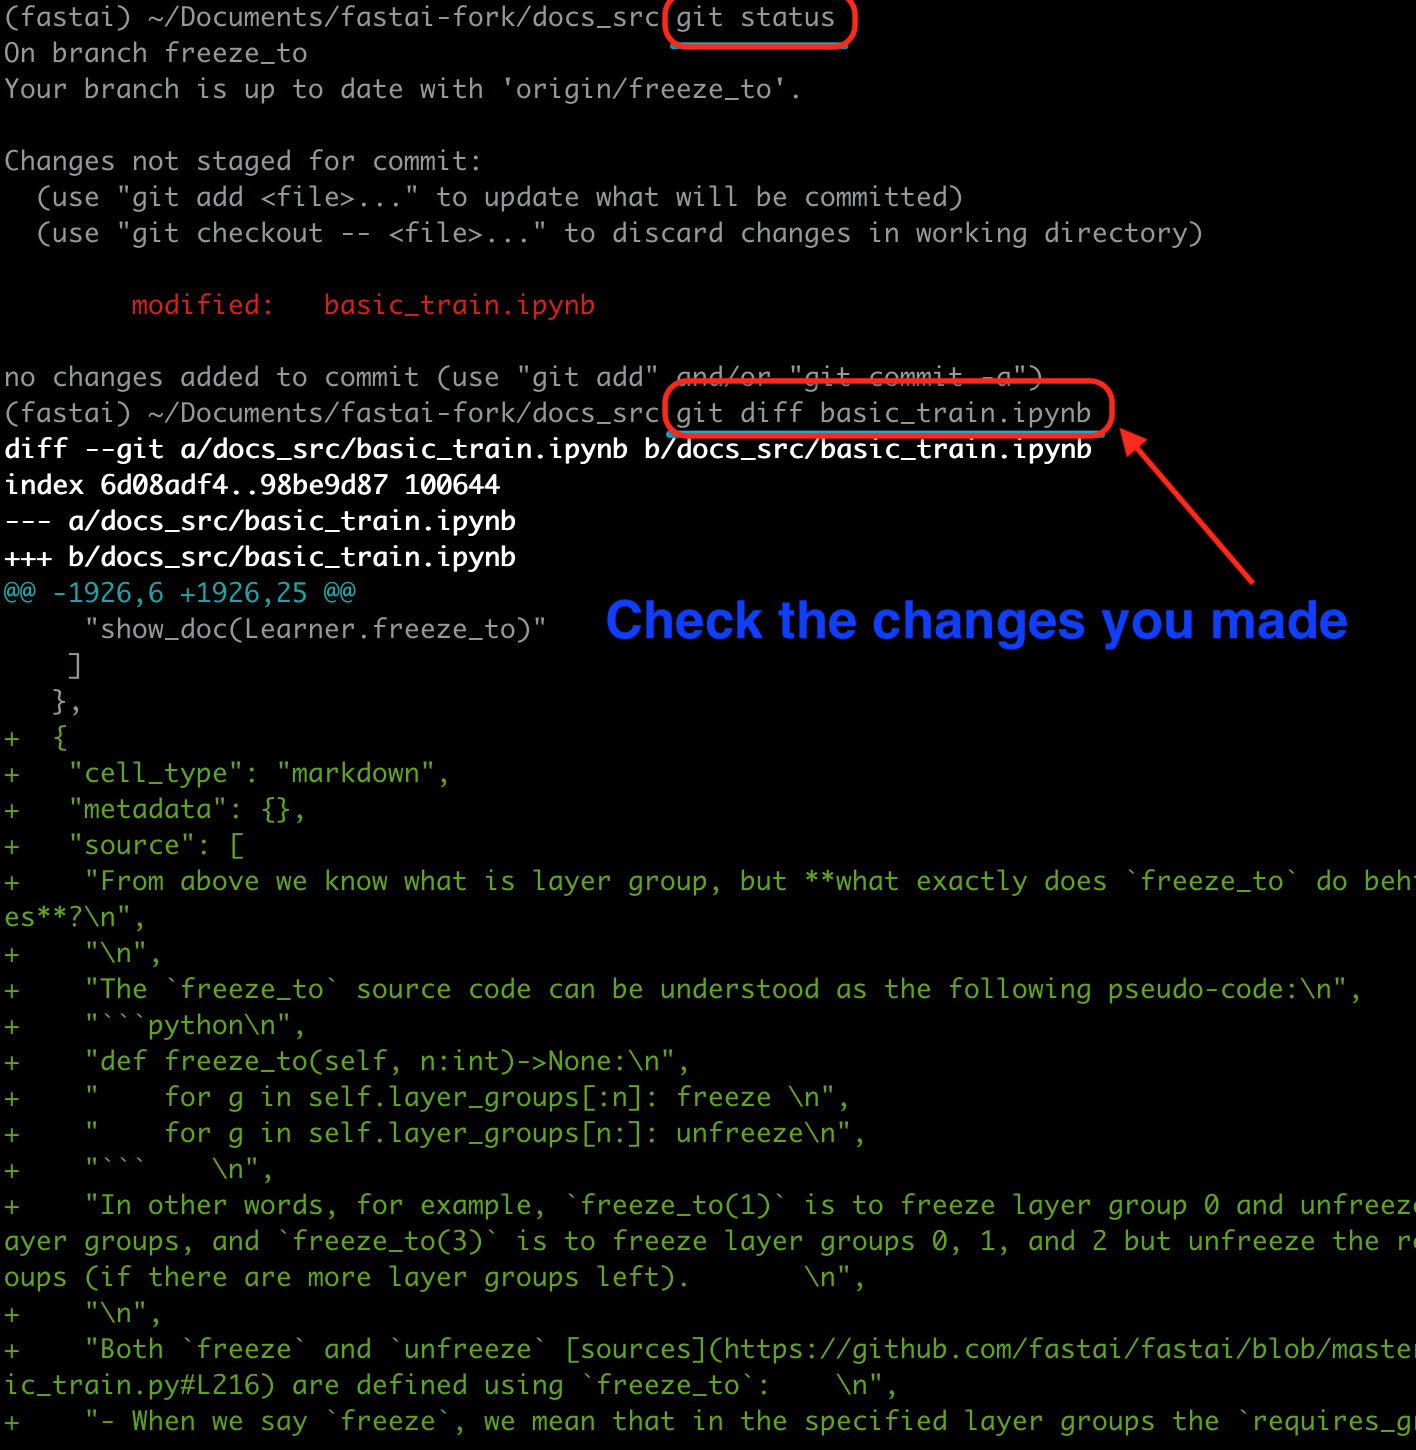 (fastai) ~/Documents/fastai-fork/docs_src git status
On branch freeze_to
Your branch is up to date with 'origin/freeze_to'.
Changes not staged for commit:
(use "git add <file>..." to update what will be committed)
(use "git checkout -- <file>..." to discard changes in working directory)
modified: basic_train.ipynb
no changes added to commit (use "git add" and/or "git commit -a")
(fastai) ~/Documents/fastai-fork/docs_src git diff basic_train.ipynb
diff --git a/docs_src/basic_train.ipynb b/docs_src/basic_train.ipynb
index 6d08adf4..98be9d87 100644
--- a/docs_src/basic_train.ipynb
+++ b/docs_src/basic_train.ipynb
@@ -1926,6 +1926,25 @@
Check the changes you made
"show_doc(Learner.freeze_to)"
]
},
+  {
+   "cell_type": "markdown",
+   "metadata": {},
+   "source": [
+    "From above we know what is layer group, but **what exactly does `freeze_to` do
es**?\n",
+    "\n",
+    "The `freeze_to` source code can be understood as the following pseudo-code:\n",
+    "```python\n",
+    "def freeze_to(self, n:int)->None:\n",
+    "    for g in self.layer_groups[:n]: freeze \n",
+    "    for g in self.layer_groups[n:]: unfreeze\n",
+    "```    \n",
+    "In other words, for example, `freeze_to(1)` is to freeze layer group 0 and unfreeze
ayer groups, and `freeze_to(3)` is to freeze layer groups 0, 1, and 2 but unfreeze the
oups (if there are more layer groups left).       \n",
+    "\n",
+    "Both `freeze` and `unfreeze` [sources](https://github.com/fastai/fastai/blob/master
ic_train.py#L216) are defined using `freeze_to`:    \n",
+    "- When we say `freeze`, we mean that in the specified layer groups the `requires_g